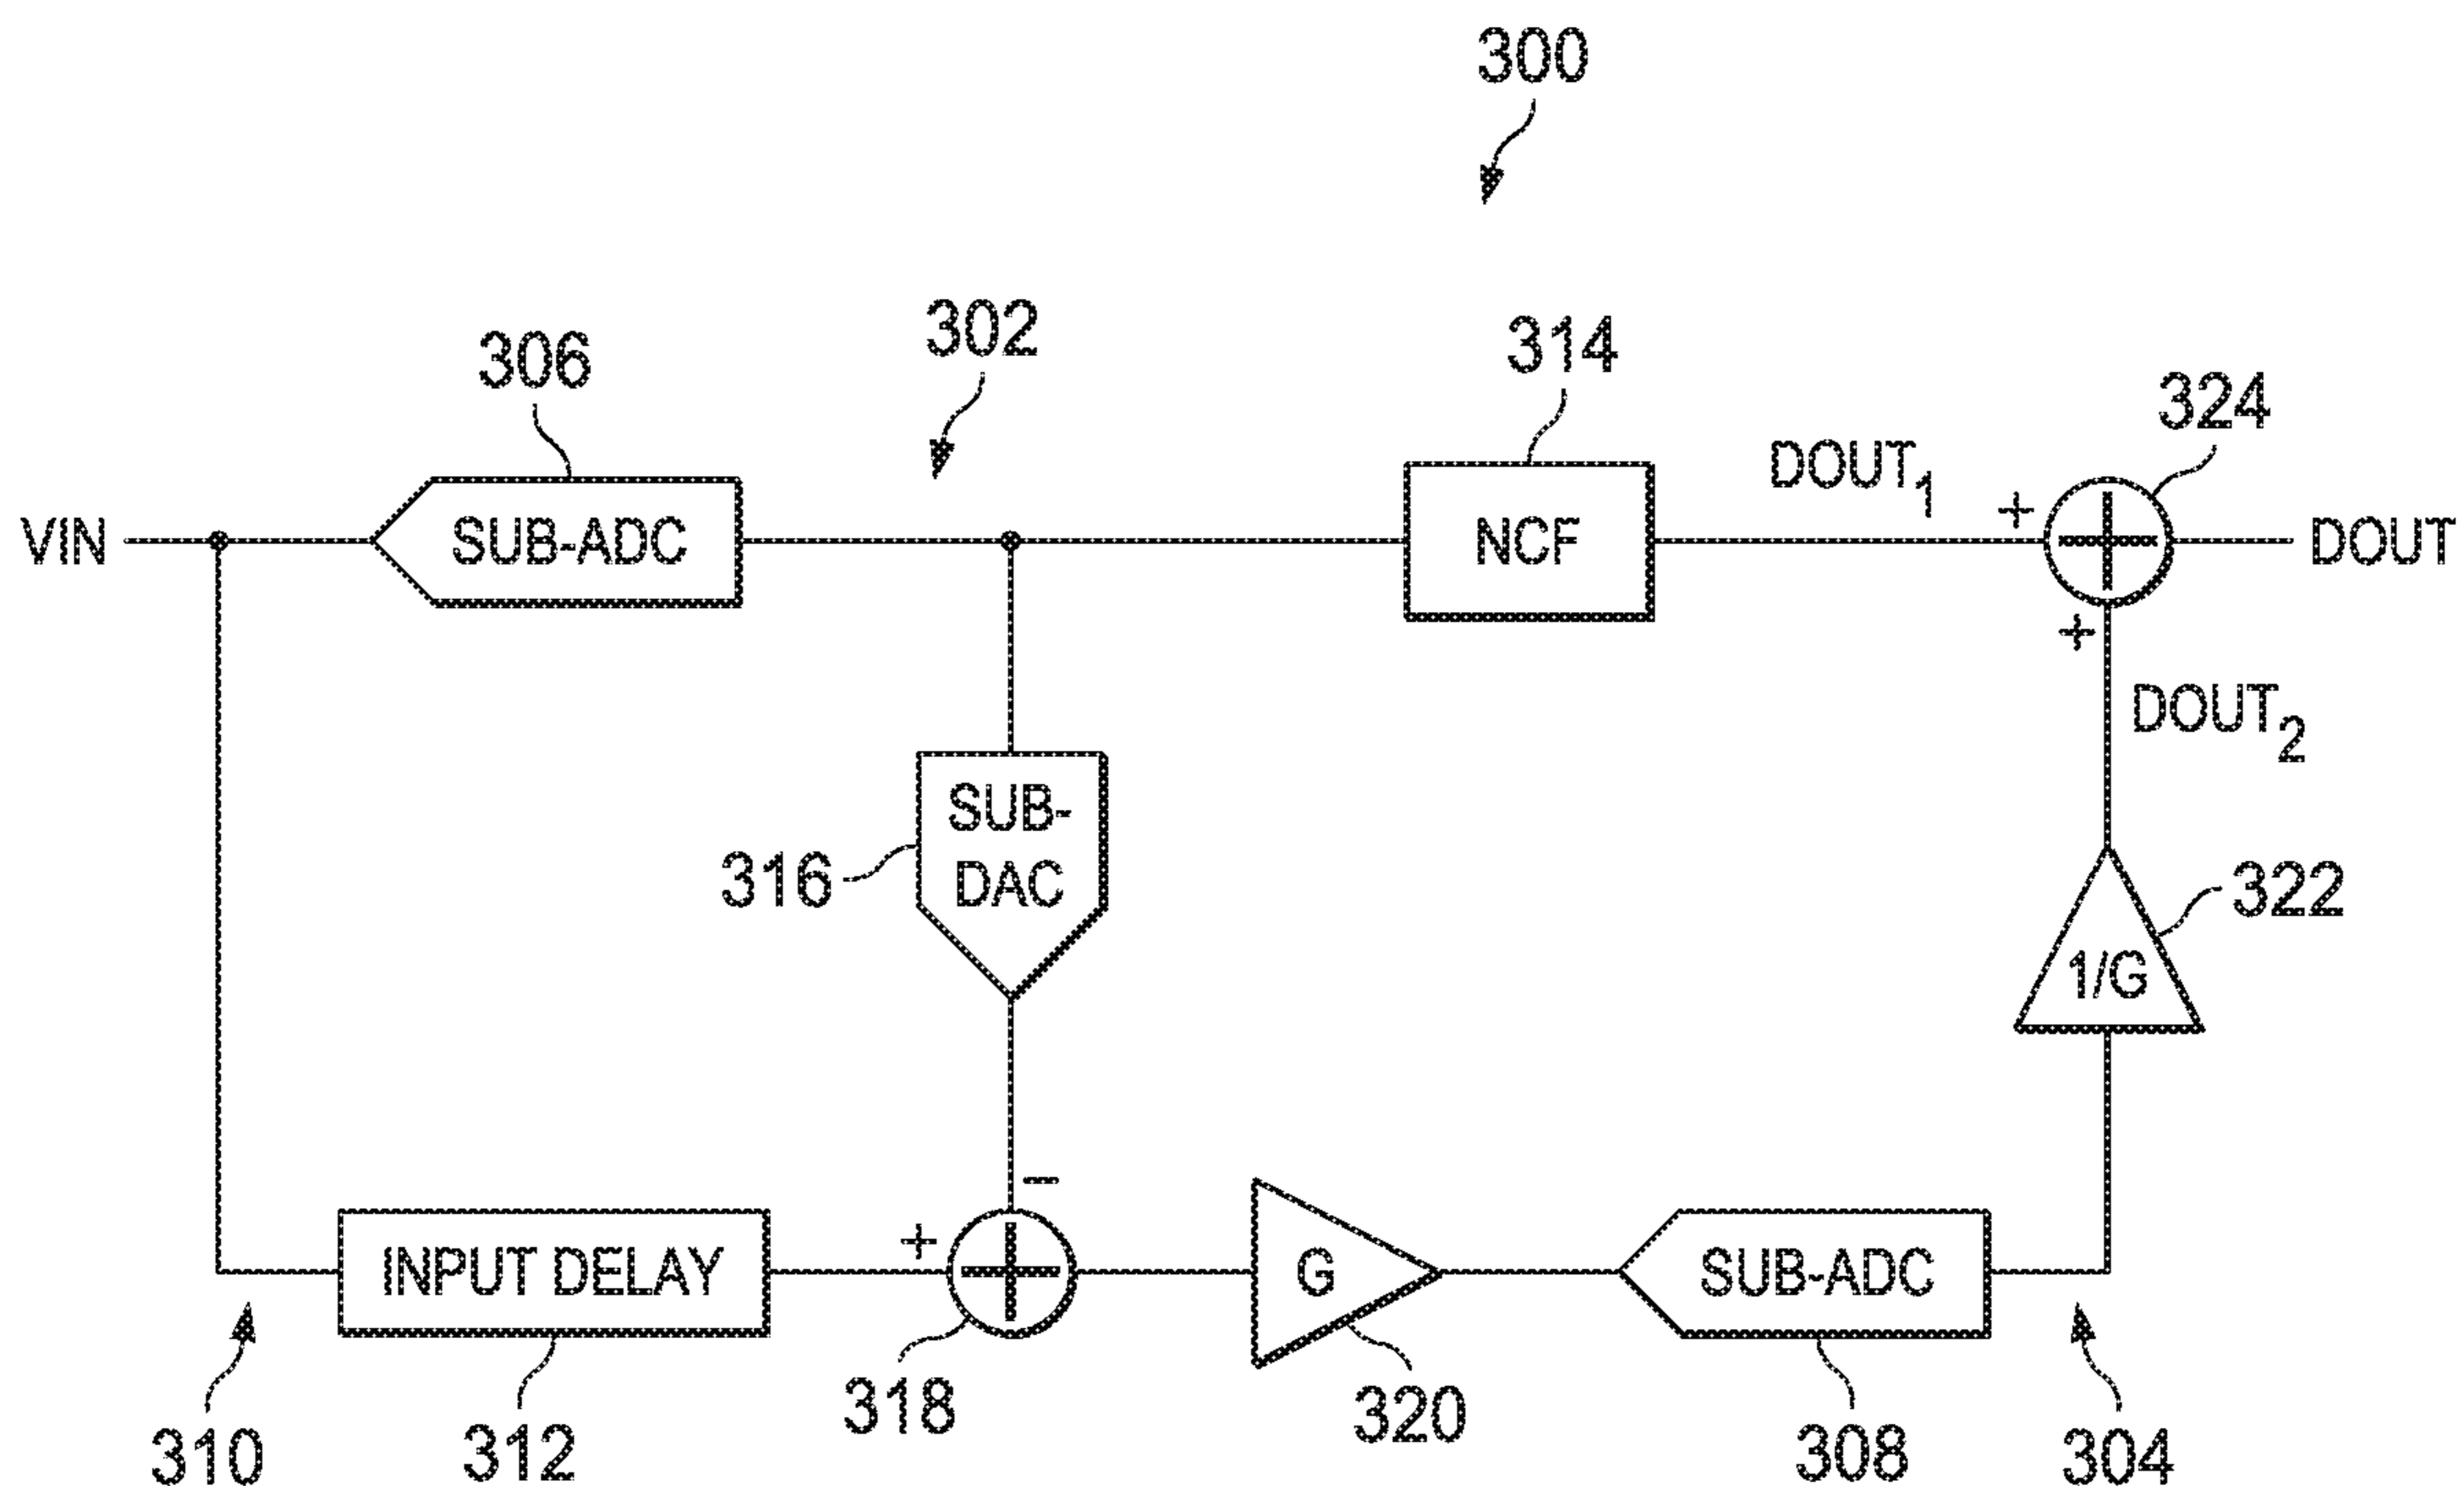 300
302
306
314
324
DOUT1
+
VIN
SUB-ADC
NCF
DOUT
+
DOUT2
SUB-
DAC
316
322
1/G
−
+
INPUT DELAY
G
SUB-ADC
310
312
318
320
308
304